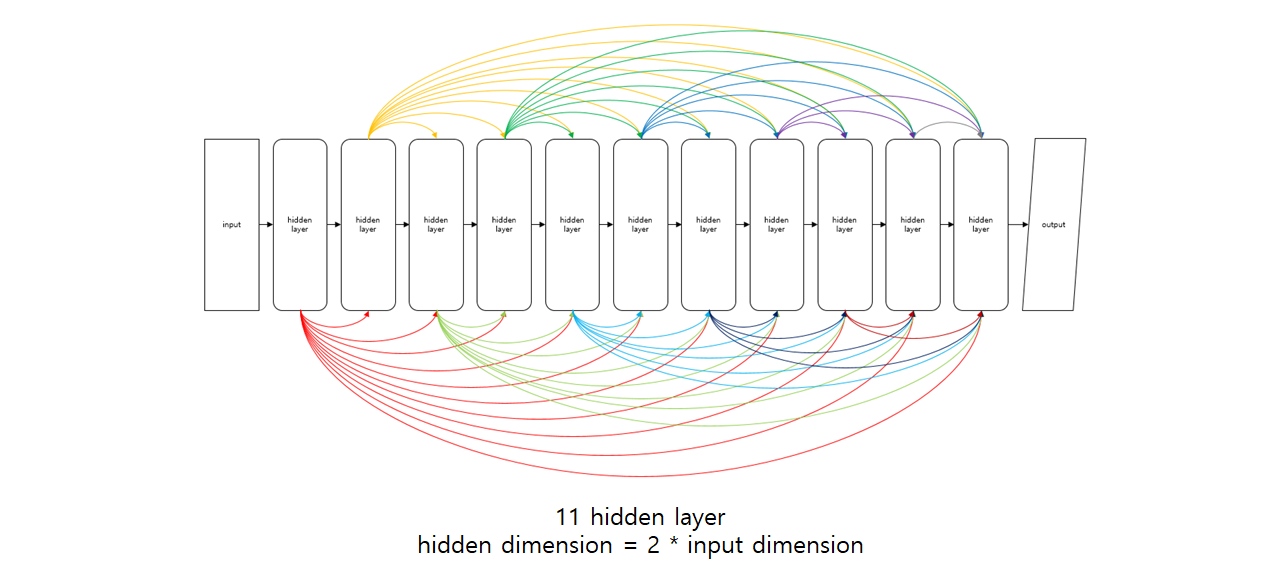 input
hidden
layer
hidden
layer
hidden
layer
hidden
layer
hidden
layer
hidden
layer
hidden
layer
hidden
layer
hidden
layer
hidden
layer
hidden
layer
output
11 hidden layer
hidden dimension = 2 * input dimension